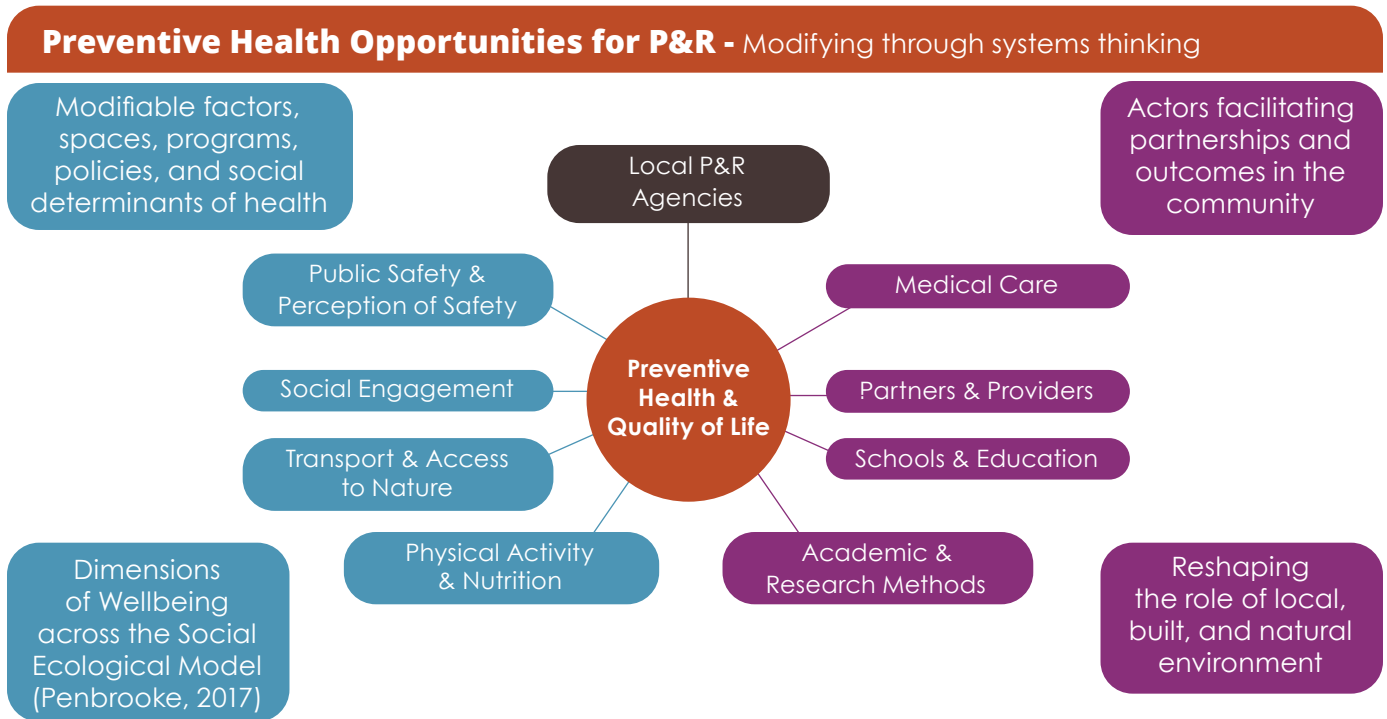 Preventive Health Opportunities for P&R - Modifying through systems thinking
Modifiable factors,
spaces, programs,
policies, and social
determinants of health
Actors facilitating
partnerships and
outcomes in the
community
Local P&R
Agencies
Public Safety &
Perception of Safety
Medical Care
Social Engagement
Preventive
Health &
Quality of Life
Partners & Providers
Transport & Access
to Nature
Schools & Education
Physical Activity
& Nutrition
Academic &
Research Methods
Dimensions
of Wellbeing
across the Social
Ecological Model
(Penbrooke, 2017)
Reshaping
the role of local,
built, and natural
environment